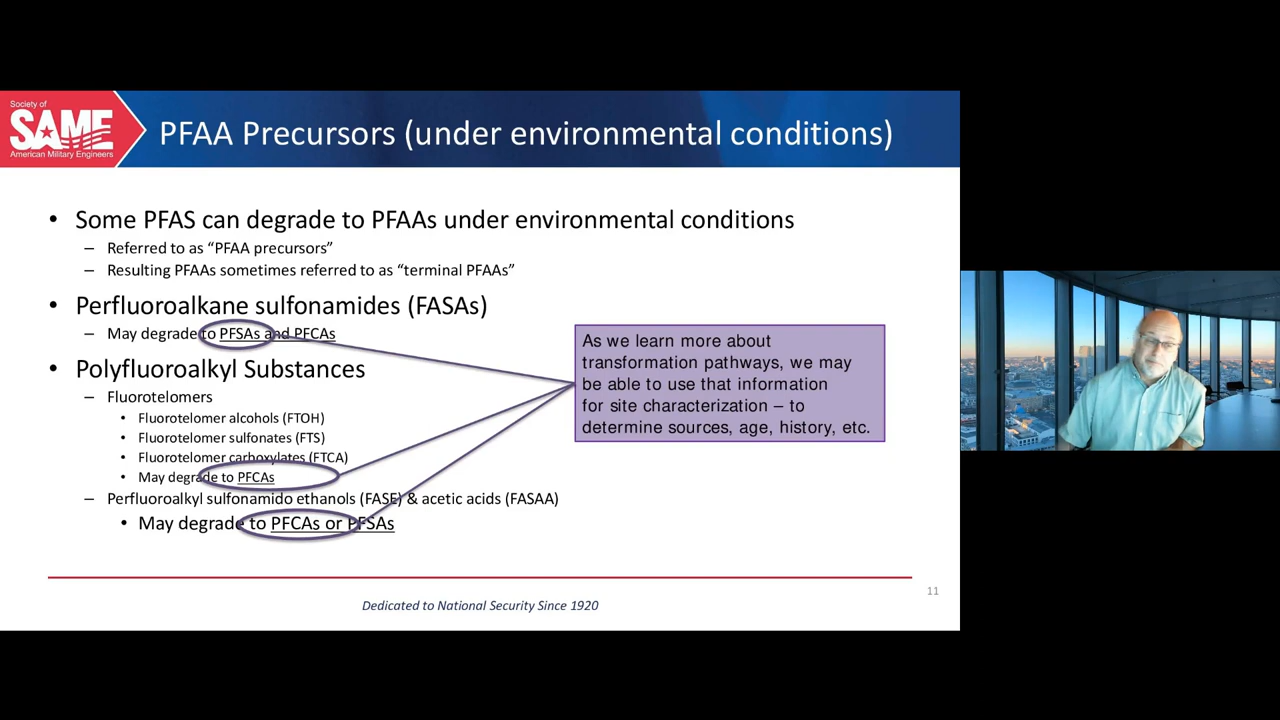 Society of
SAME
American Military Engineers
PFAA Precursors (under environmental conditions)
• Some PFAS can degrade to PFAAs under environmental conditions
– Referred to as “PFAA precursors”
– Resulting PFAAs sometimes referred to as “terminal PFAAs”
• Perfluoroalkane sulfonamides (FASAs)
– May degrade to PFSAs and PFCAs
• Polyfluoroalkyl Substances
– Fluorotelomers
• Fluorotelomer alcohols (FTOH)
• Fluorotelomer sulfonates (FTS)
• Fluorotelomer carboxylates (FTCA)
• May degrade to PFCAs
– Perfluoroalkyl sulfonamido ethanols (FASE) & acetic acids (FASAA)
• May degrade to PFCAs or PFSAs
As we learn more about
transformation pathways, we may
be able to use that information
for site characterization – to
determine sources, age, history, etc.
11
Dedicated to National Security Since 1920